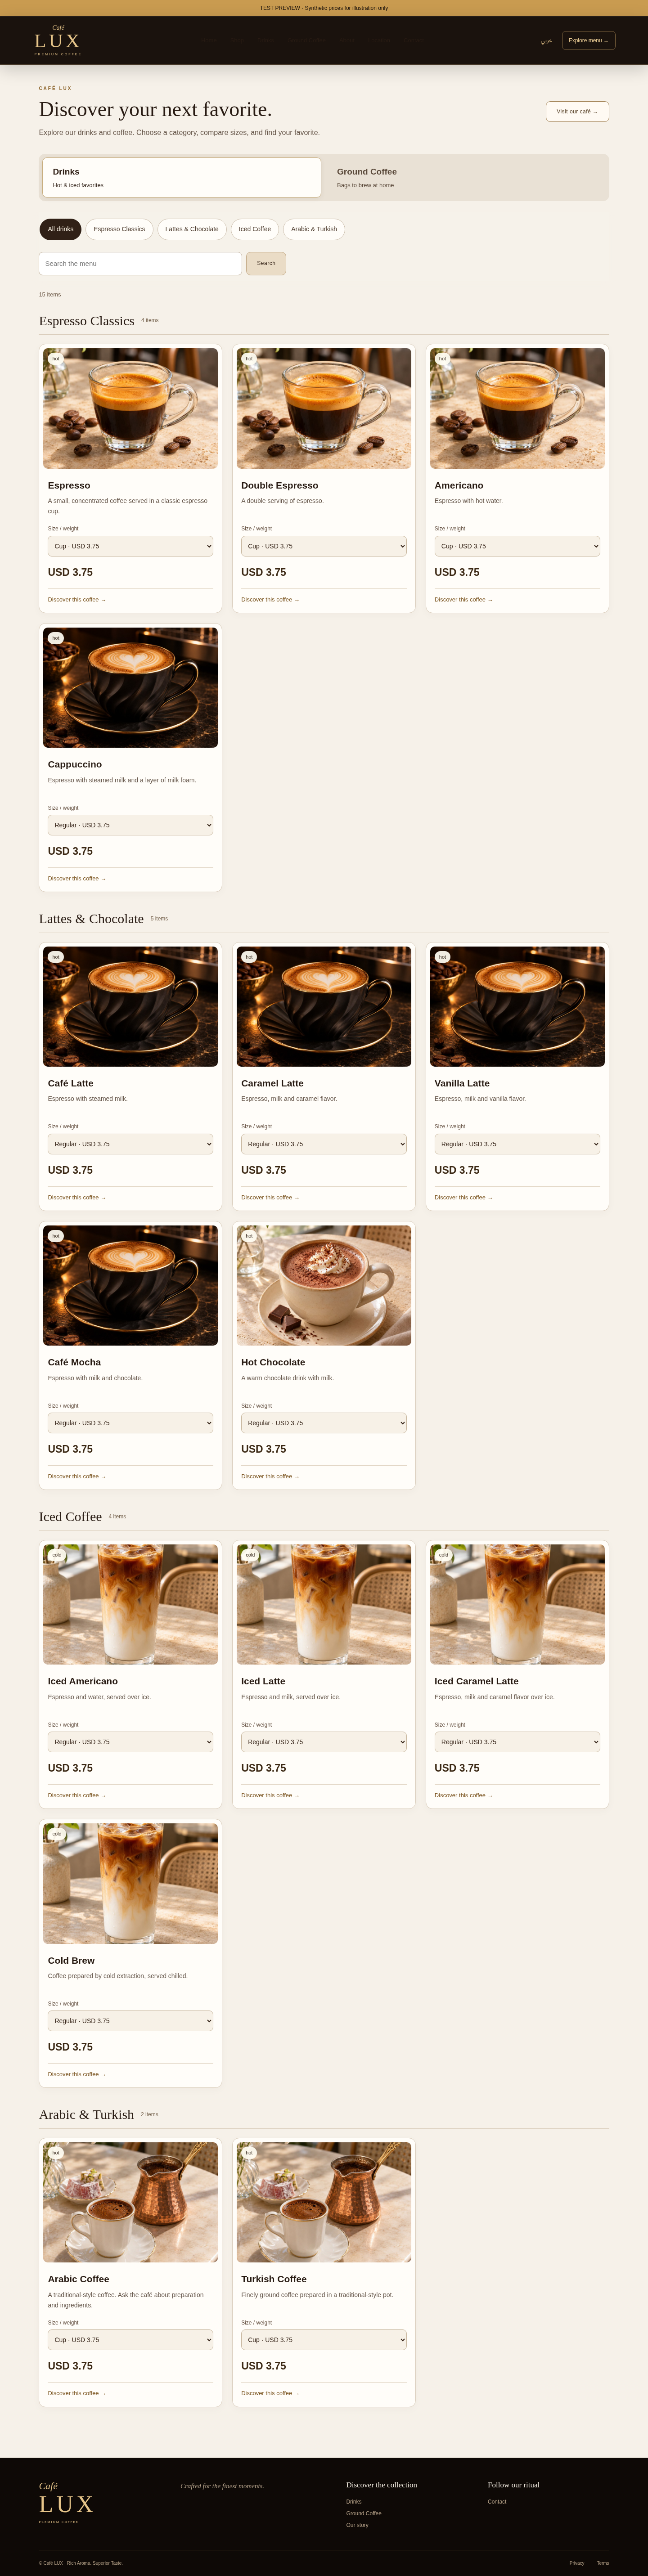 TEST PREVIEW · Synthetic prices for illustration only
Café
LUX
PREMIUM COFFEE
عربي
Explore menu →
CAFÉ LUX
Discover your next favorite.
Explore our drinks and coffee. Choose a category, compare sizes, and find your favorite.
Visit our café →
Drinks
Hot & iced favorites
Ground Coffee
Bags to brew at home
All drinks
Espresso Classics
Lattes & Chocolate
Iced Coffee
Arabic & Turkish
Search the menu
Search
15 items
Espresso Classics
4 items
hot
Espresso
A small, concentrated coffee served in a classic espresso
cup.
Size / weight
Cup · USD 3.75
USD 3.75
Discover this coffee →
hot
Double Espresso
A double serving of espresso.
Size / weight
Cup · USD 3.75
USD 3.75
Discover this coffee →
hot
Americano
Espresso with hot water.
Size / weight
Cup · USD 3.75
USD 3.75
Discover this coffee →
hot
Cappuccino
Espresso with steamed milk and a layer of milk foam.
Size / weight
Regular · USD 3.75
USD 3.75
Discover this coffee →
Lattes & Chocolate
5 items
hot
Café Latte
Espresso with steamed milk.
Size / weight
Regular · USD 3.75
USD 3.75
Discover this coffee →
hot
Caramel Latte
Espresso, milk and caramel flavor.
Size / weight
Regular · USD 3.75
USD 3.75
Discover this coffee →
hot
Vanilla Latte
Espresso, milk and vanilla flavor.
Size / weight
Regular · USD 3.75
USD 3.75
Discover this coffee →
hot
Café Mocha
Espresso with milk and chocolate.
Size / weight
Regular · USD 3.75
USD 3.75
Discover this coffee →
hot
Hot Chocolate
A warm chocolate drink with milk.
Size / weight
Regular · USD 3.75
USD 3.75
Discover this coffee →
Iced Coffee
4 items
cold
Iced Americano
Espresso and water, served over ice.
Size / weight
Regular · USD 3.75
USD 3.75
Discover this coffee →
cold
Iced Latte
Espresso and milk, served over ice.
Size / weight
Regular · USD 3.75
USD 3.75
Discover this coffee →
cold
Iced Caramel Latte
Espresso, milk and caramel flavor over ice.
Size / weight
Regular · USD 3.75
USD 3.75
Discover this coffee →
cold
Cold Brew
Coffee prepared by cold extraction, served chilled.
Size / weight
Regular · USD 3.75
USD 3.75
Discover this coffee →
Arabic & Turkish
2 items
hot
Arabic Coffee
A traditional-style coffee. Ask the café about preparation
and ingredients.
Size / weight
Cup · USD 3.75
USD 3.75
Discover this coffee →
hot
Turkish Coffee
Finely ground coffee prepared in a traditional-style pot.
Size / weight
Cup · USD 3.75
USD 3.75
Discover this coffee →
Café
LUX
PREMIUM COFFEE
Crafted for the finest moments.
Discover the collection
Drinks
Ground Coffee
Our story
Follow our ritual
Contact
© Café LUX · Rich Aroma. Superior Taste.
Privacy
Terms